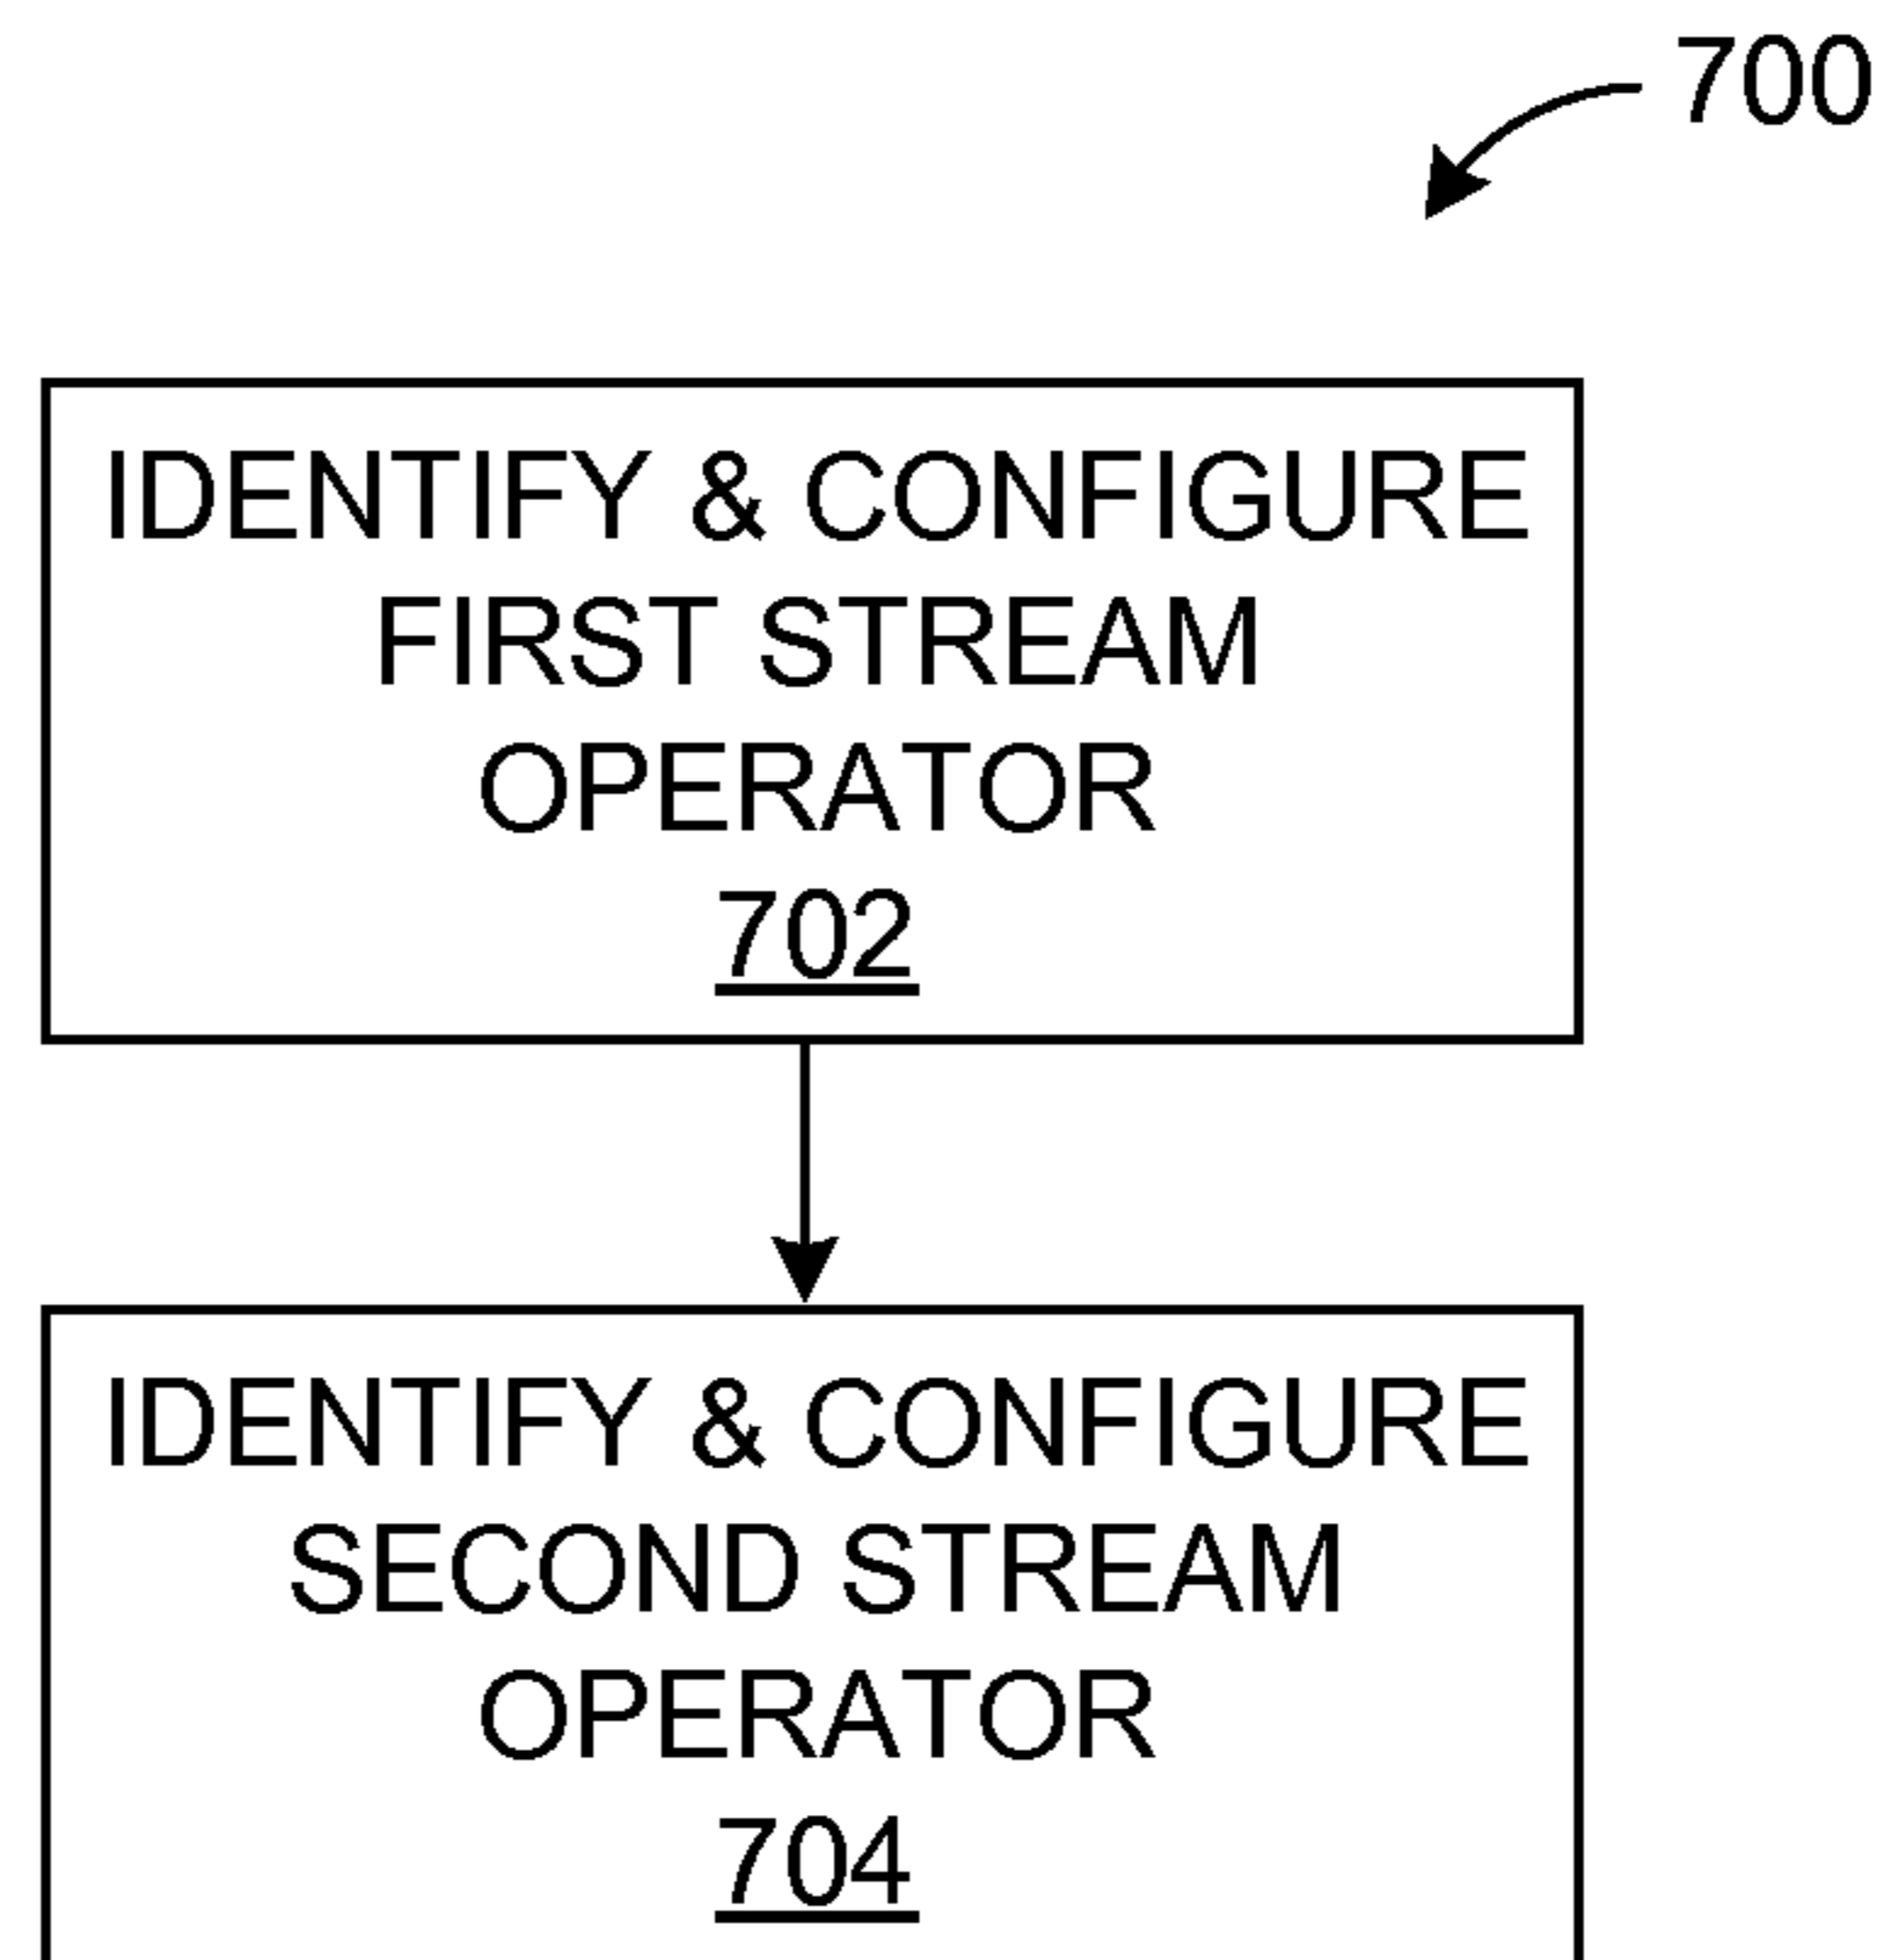 700
IDENTIFY & CONFIGURE
FIRST STREAM
OPERATOR
702
IDENTIFY & CONFIGURE
SECOND STREAM
OPERATOR
704